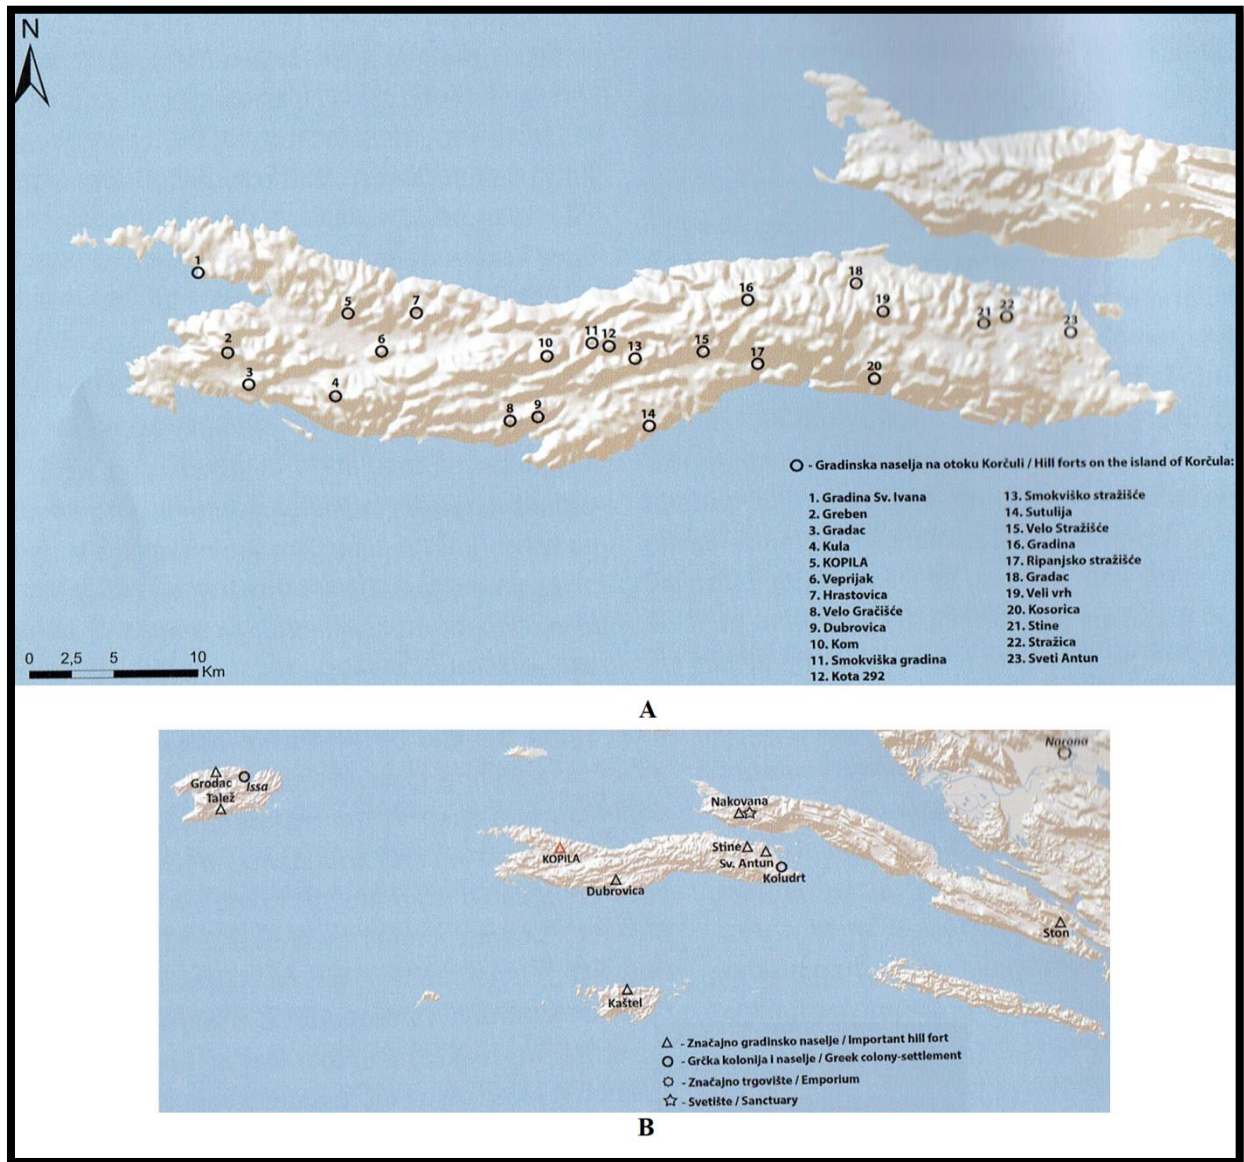 N
1
2
3
4
5
6
7
8
9
10
11
12
13
14
15
16
17
18
19
20
21
22
23
O - Gradinska naselja na otoku Korčuli / Hill forts on the island of Korčula:
1. Gradina Sv. Ivana
2. Greben
3. Gradac
4. Kula
5. KOPILA
6. Veprijak
7. Hrastovica
8. Velo Gračišće
9. Dubrovica
10. Kom
11. Smokviška gradina
12. Kota 292
13. Smokviško stražišće
14. Sutulija
15. Velo Stražišće
16. Gradina
17. Ripanjsko stražišće
18. Gradac
19. Veli vrh
20. Kosorica
21. Stine
22. Stražica
23. Sveti Antun
0 2,5 5 10
Km
A
Narona
Grodac
Issa
Talež
Nakovana
KOPILA
Stine
Sv. Antun
Koludrt
Dubrovica
Ston
Kaštel
- Značajno gradinsko naselje / Important hill fort
- Grčka kolonija i naselje / Greek colony-settlement
- Značajno trgovište / Emporium
- Svetište / Sanctuary
B